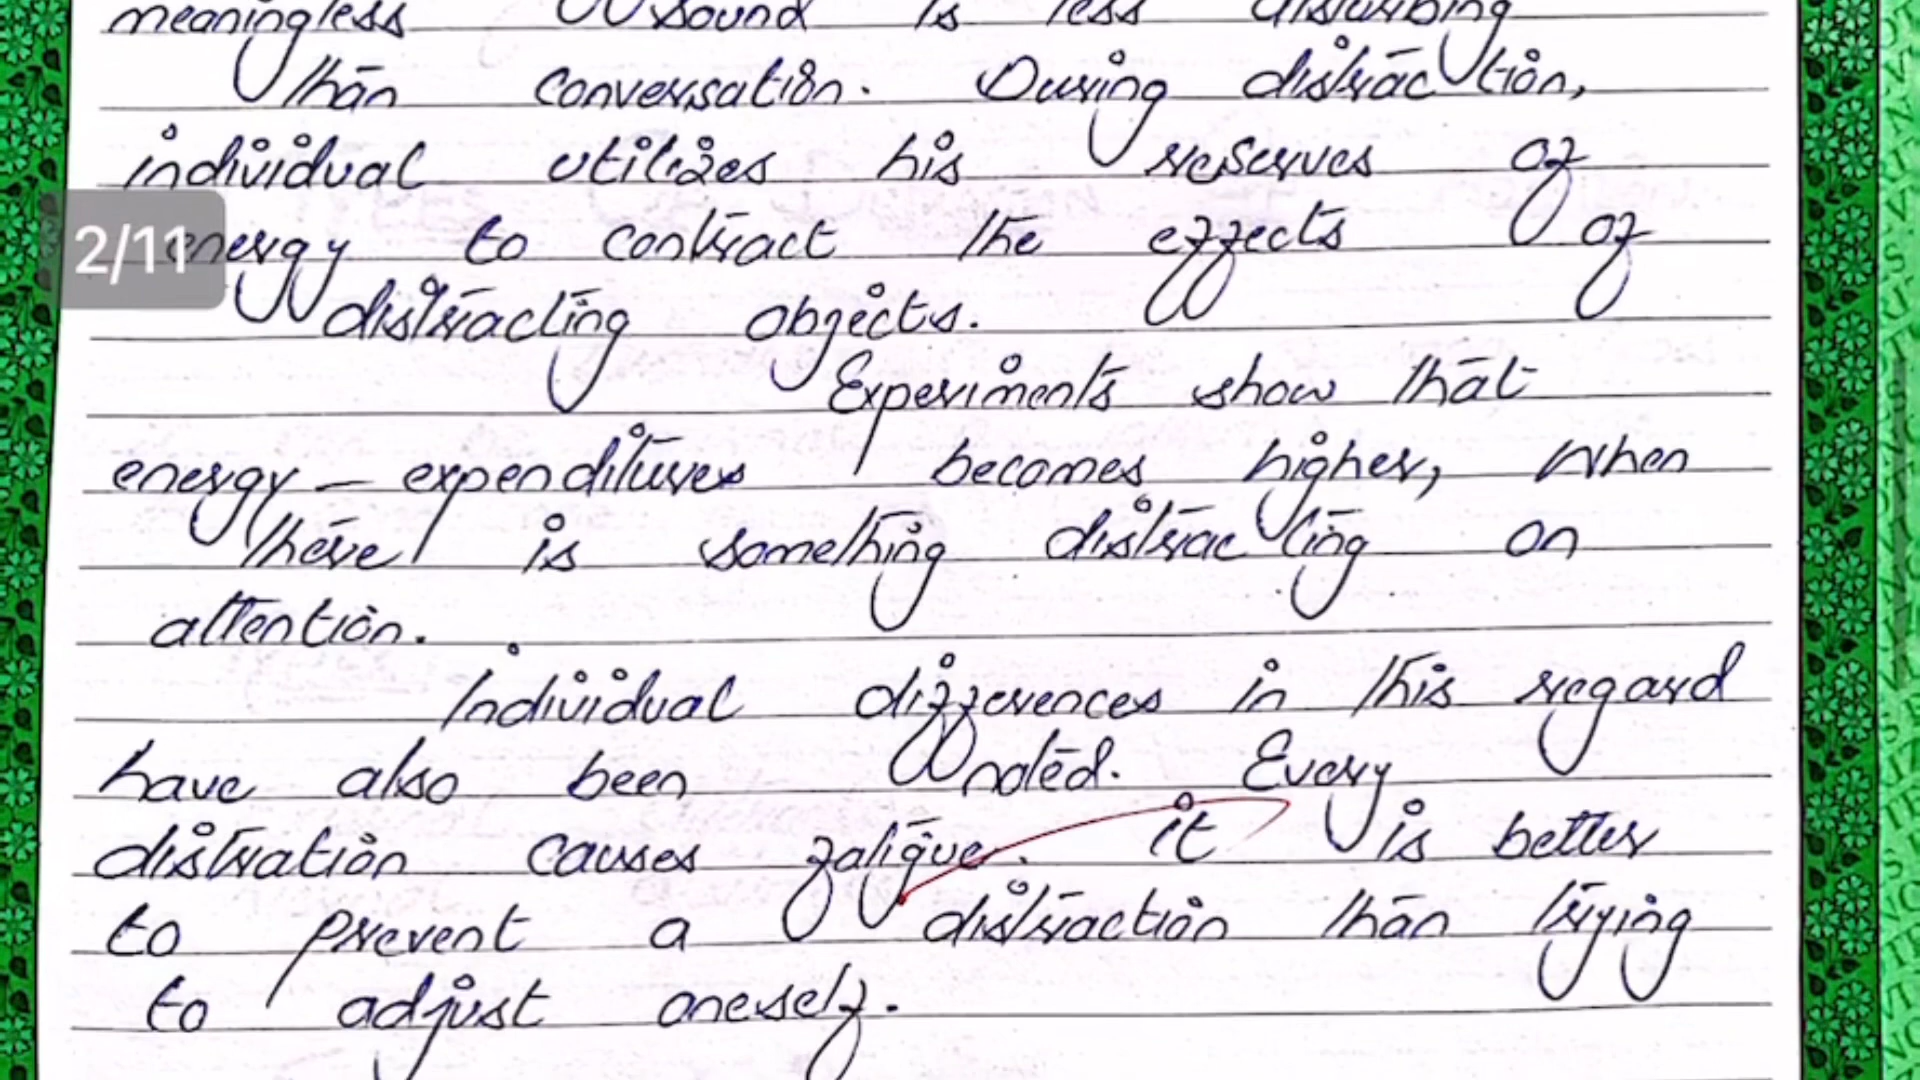 meaningless sound is less disturbing
than conversation. During distraction,
individual utilizes his reserves of
energy to contract the effects of
distracting objects.
Experiments show that
energy - expenditures becomes higher, when
there is something distracting on
attention.
Individual differences in this regard
have also been noted. Every
distration causes fatigue. it is better
to prevent a distraction than trying
to adjust oneself.
2/11